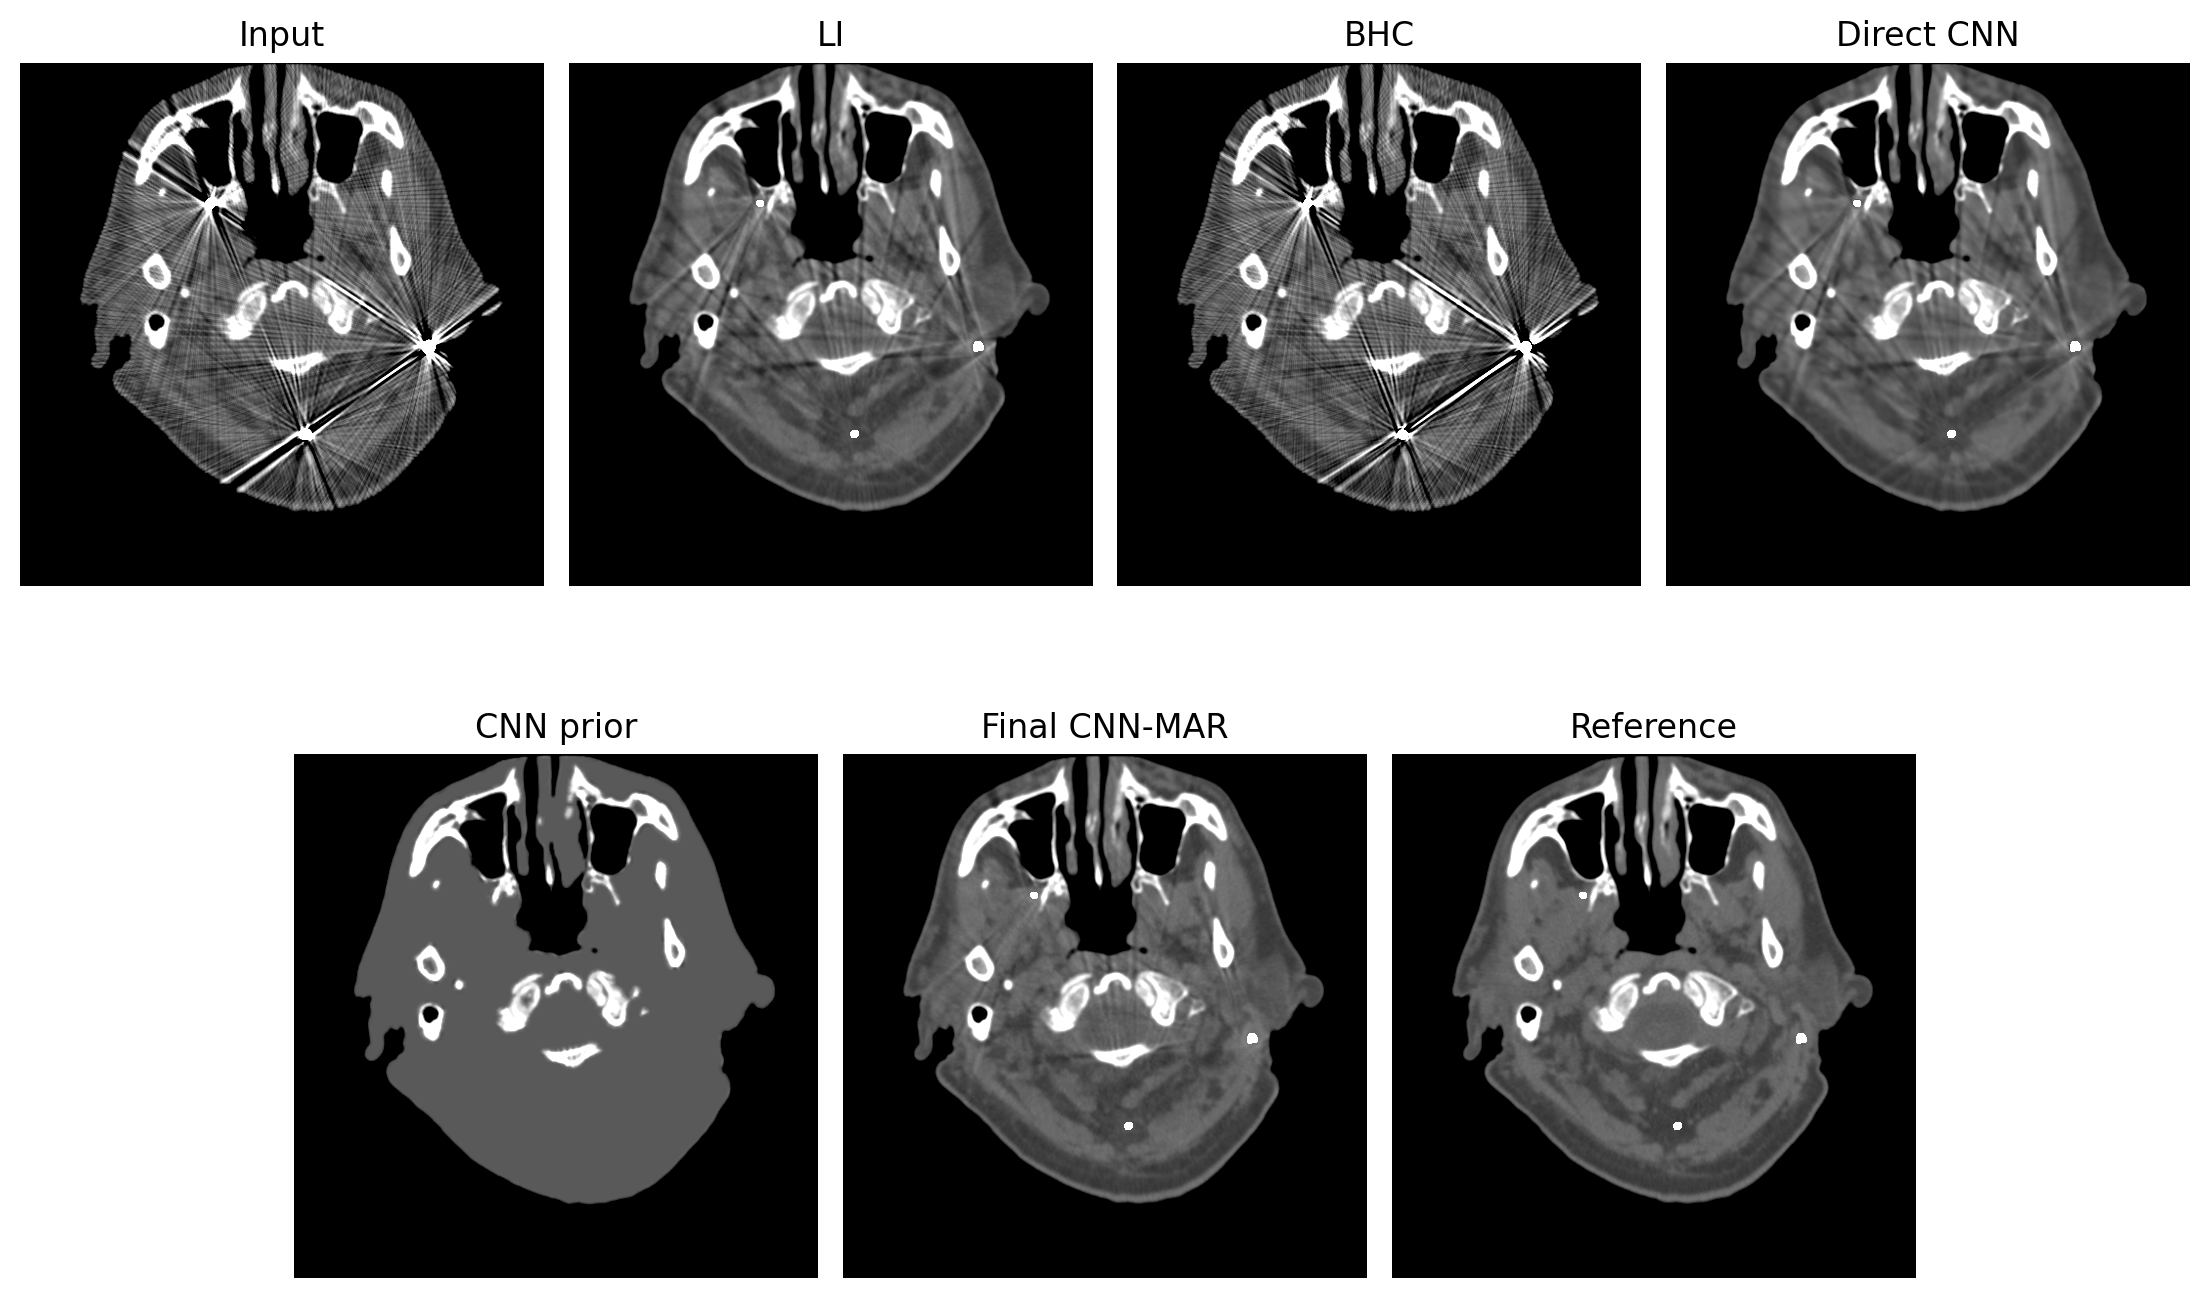 Input
LI
BHC
Direct CNN
CNN prior
Final CNN-MAR
Reference